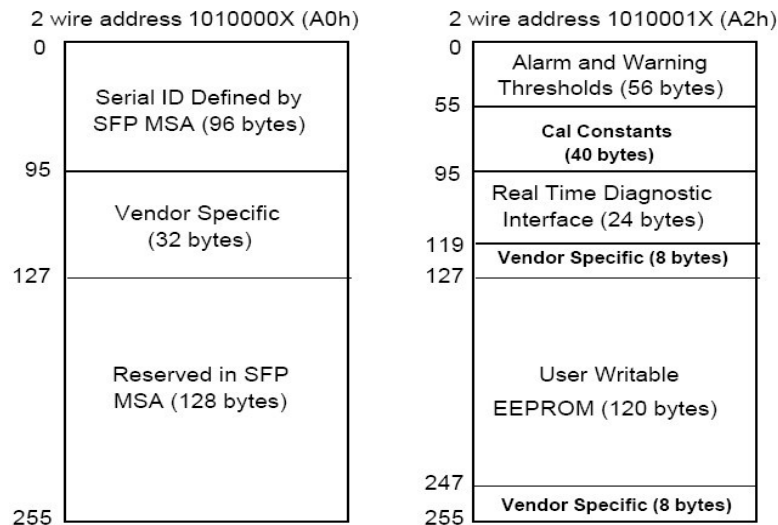 2 wire address 1010000X (A0h)
0
Serial ID Defined by
SFP MSA (96 bytes)
95
Vendor Specific
(32 bytes)
127
Reserved in SFP
MSA (128 bytes)
255
2 wire address 1010001X (A2h)
0
Alarm and Warning
Thresholds (56 bytes)
55
Cal Constants
(40 bytes)
95
Real Time Diagnostic
Interface (24 bytes)
119
Vendor Specific (8 bytes)
127
User Writable
EEPROM (120 bytes)
247
Vendor Specific (8 bytes)
255